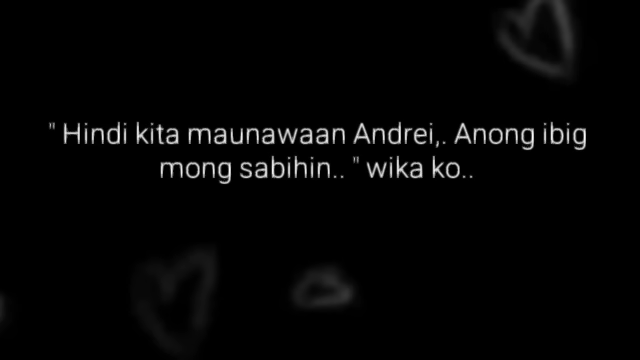 " Hindi kita maunawaan Andrei,. Anong ibig
mong sabihin.. " wika ko..